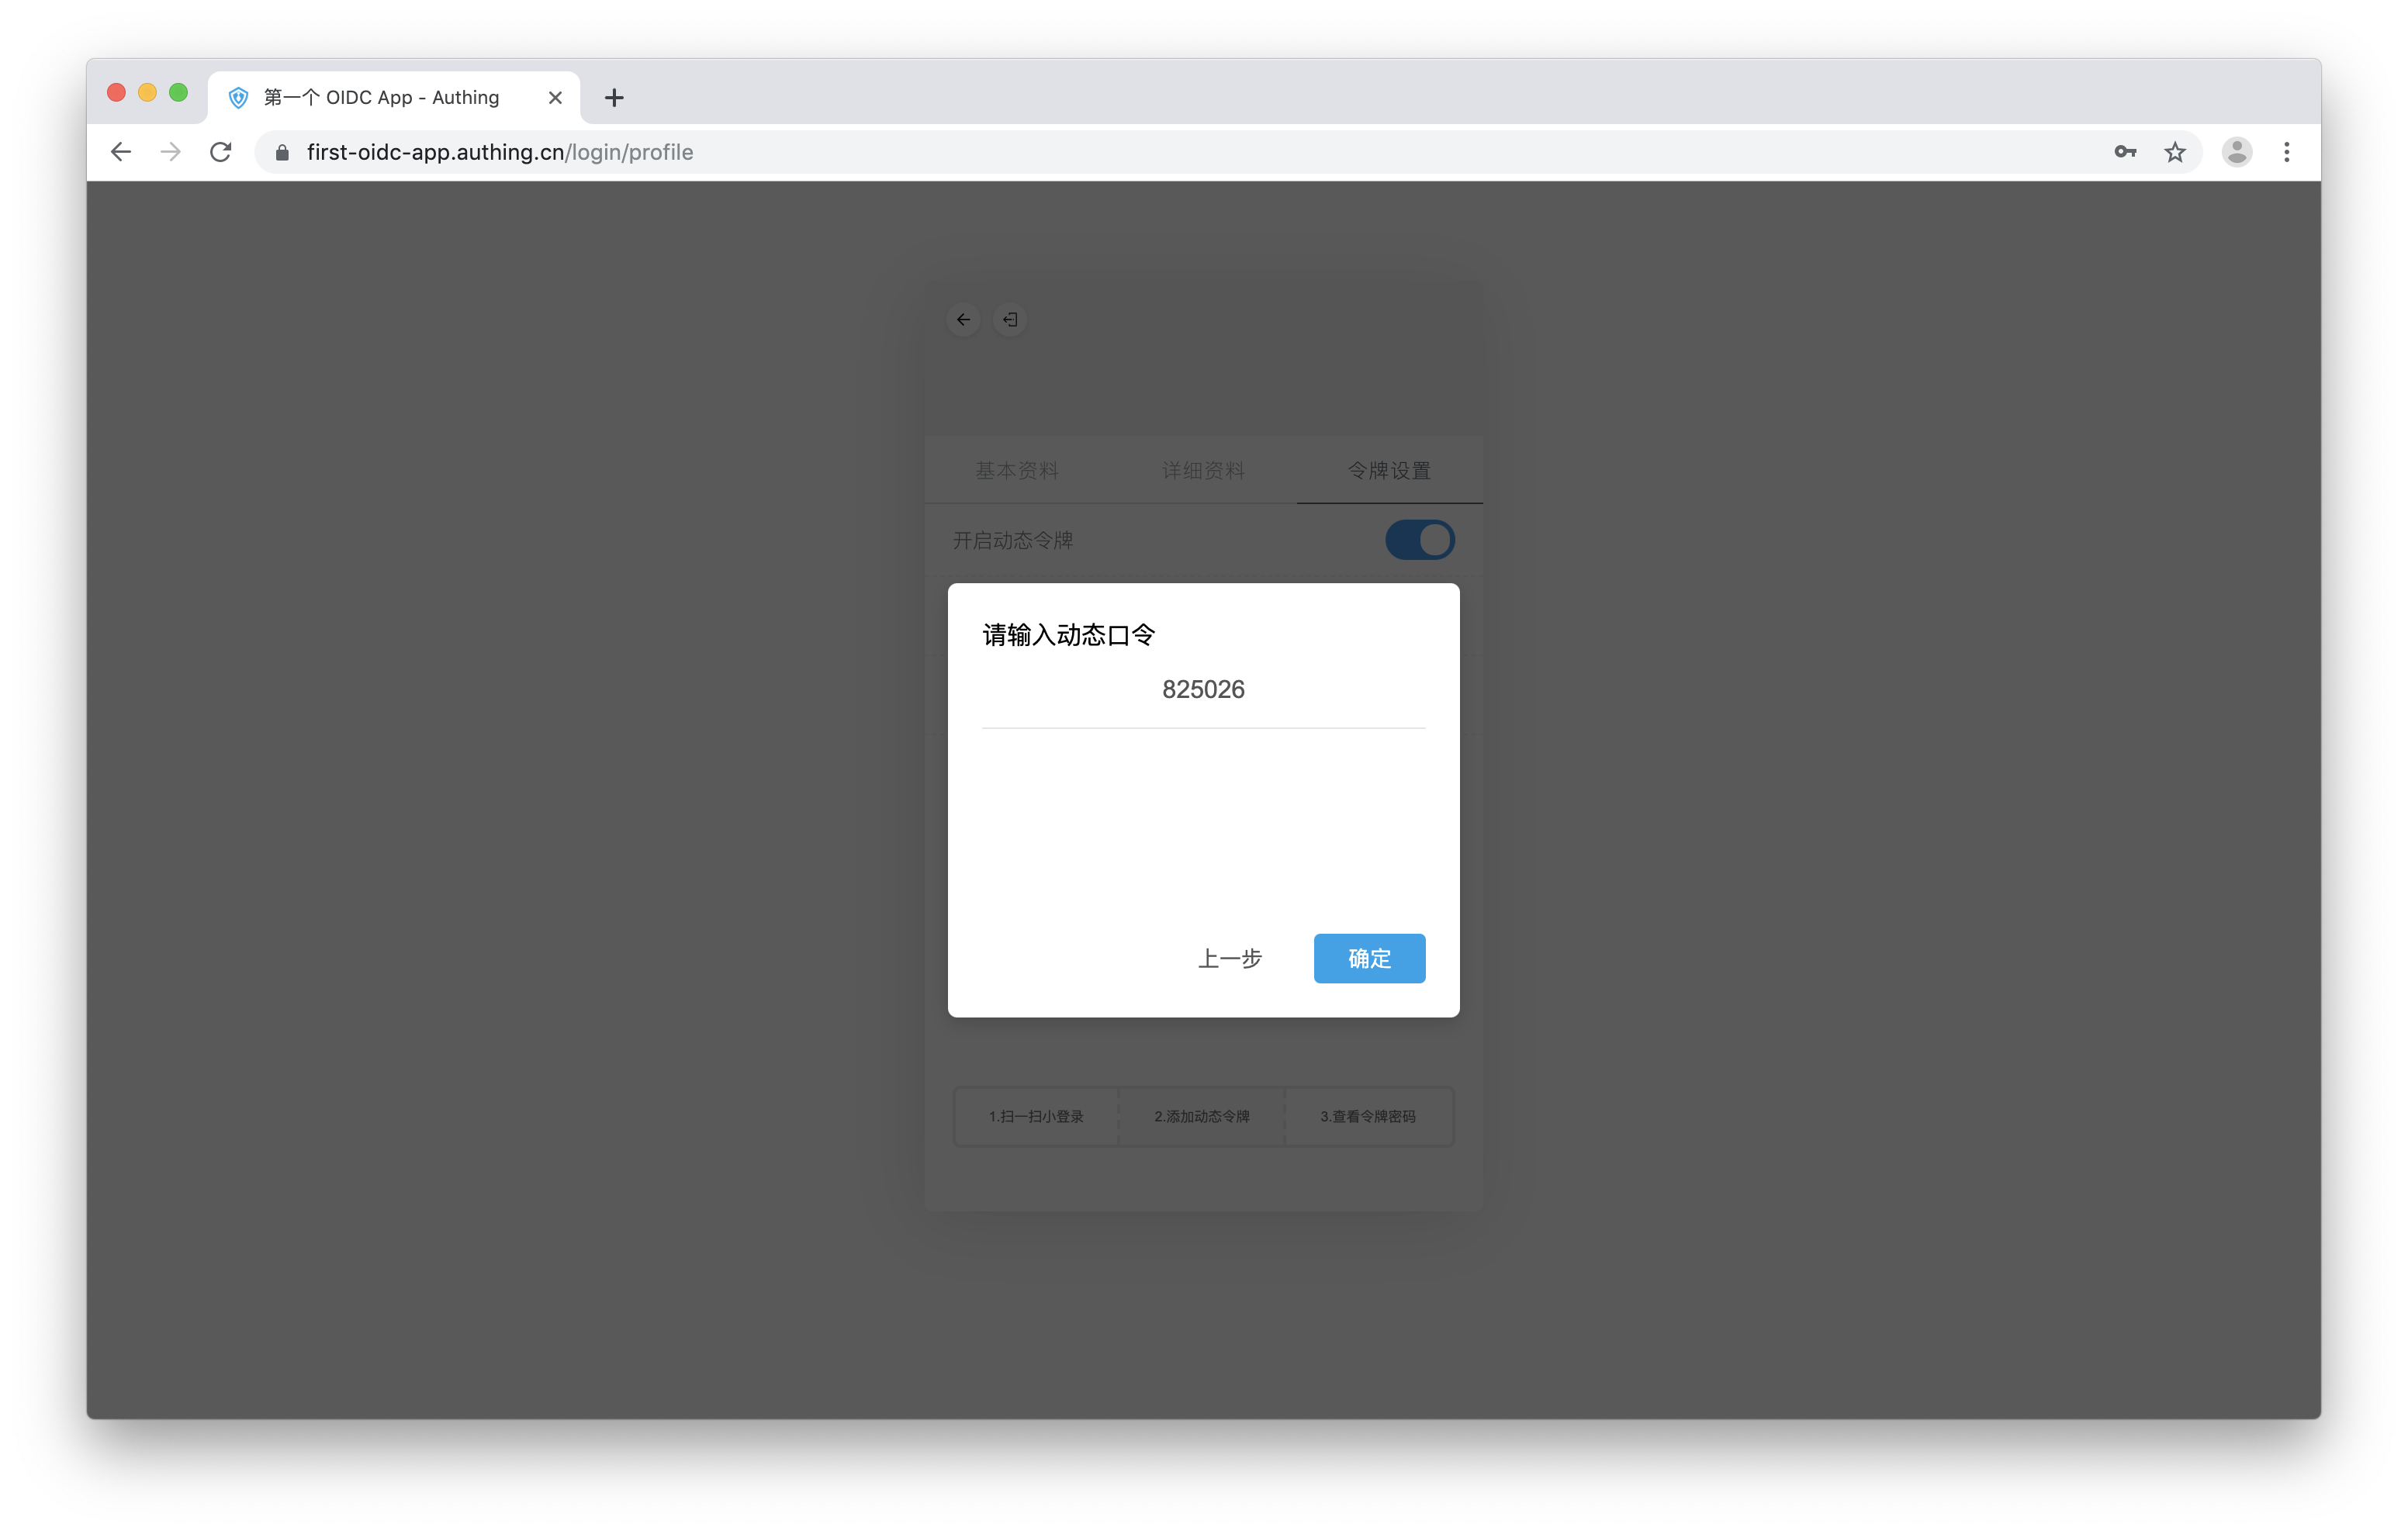 第一个 OIDC App - Authing
first-oidc-app.authing.cn/login/profile
基本资料 详细资料 令牌设置
开启动态令牌
请输入动态口令
825026
上一步 确定
1.扫一扫小登录 2.添加动态令牌 3.查看令牌密码